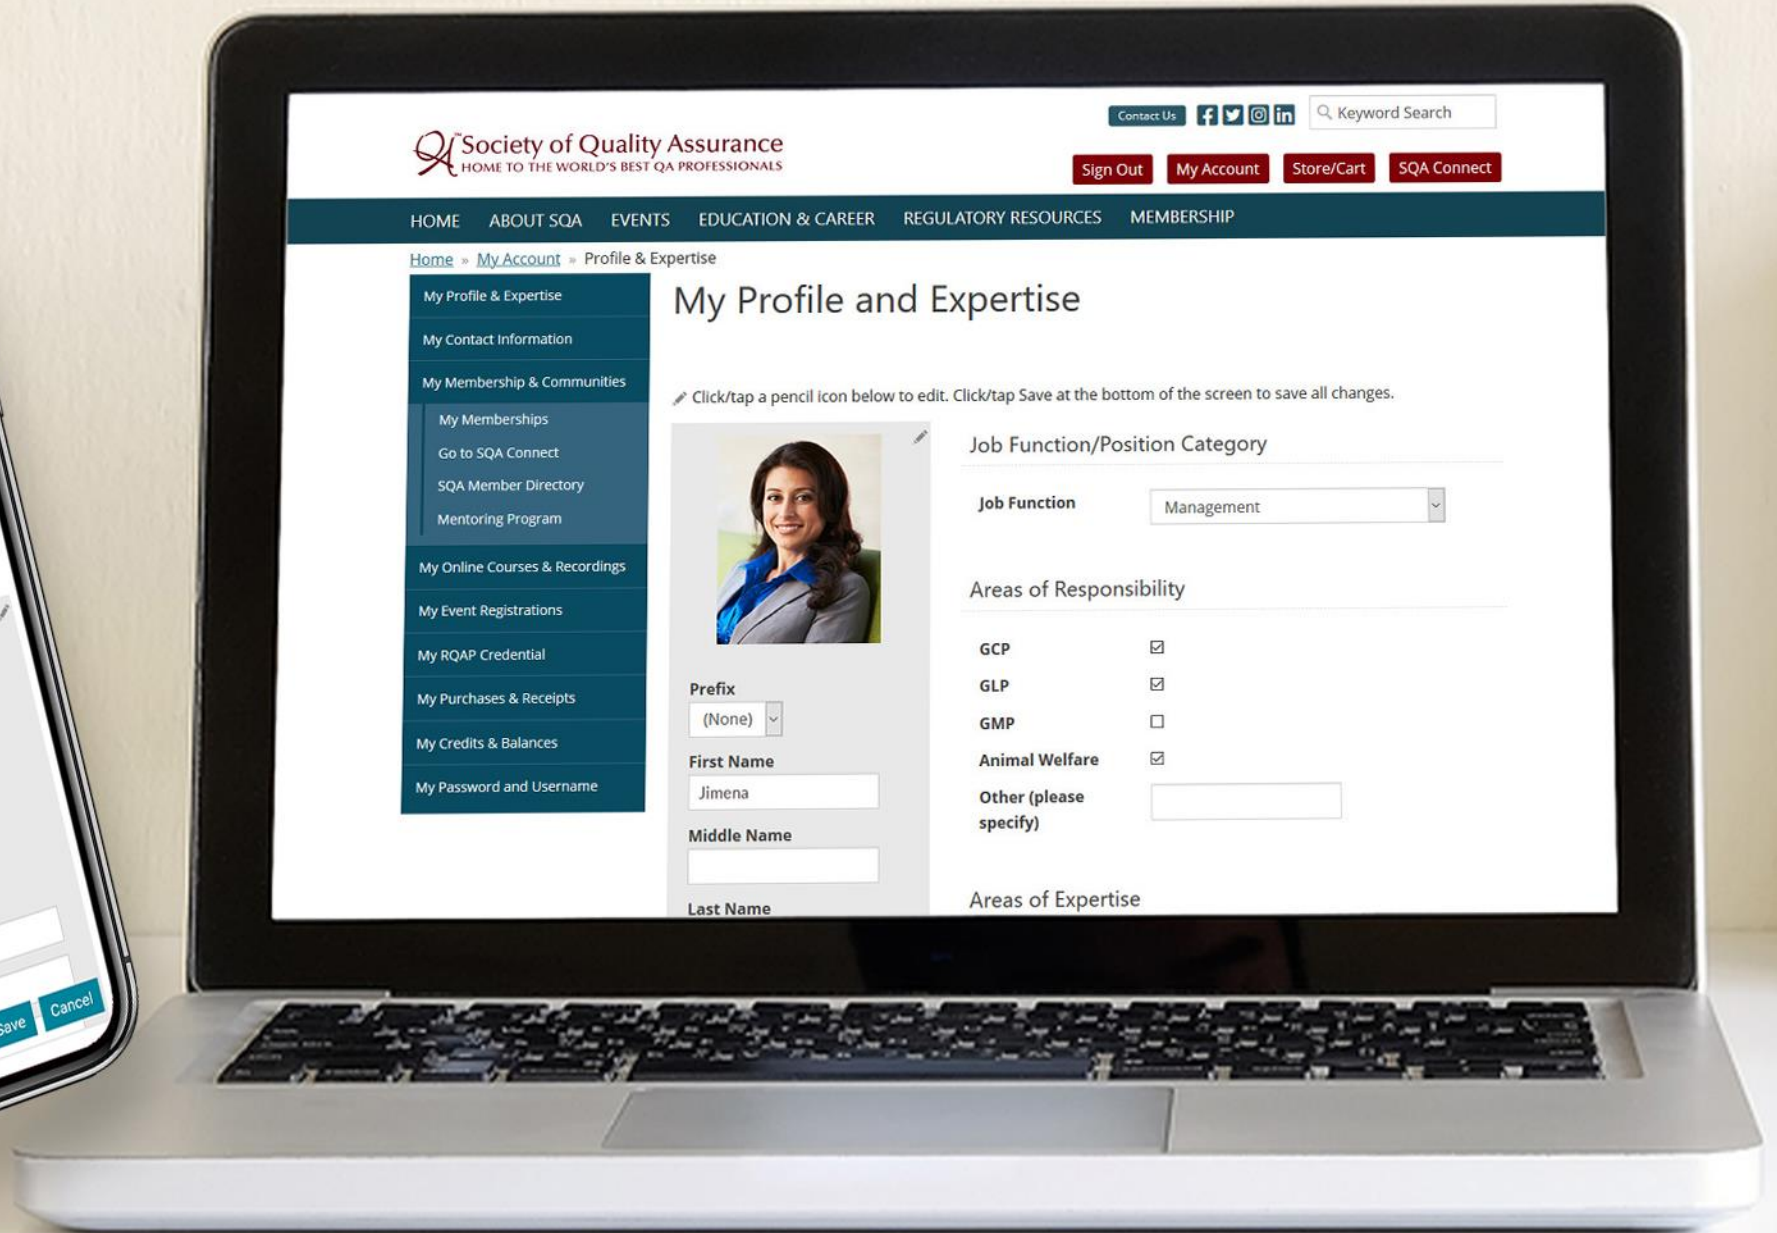 Contact Us
Keyword Search
QA™ Society of Quality Assurance
HOME TO THE WORLD'S BEST QA PROFESSIONALS
Sign Out My Account Store/Cart SQA Connect
HOME ABOUT SQA EVENTS EDUCATION & CAREER REGULATORY RESOURCES MEMBERSHIP
Home » My Account » Profile & Expertise
My Profile & Expertise
My Contact Information
My Membership & Communities
My Memberships
Go to SQA Connect
SQA Member Directory
Mentoring Program
My Online Courses & Recordings
My Event Registrations
My RQAP Credential
My Purchases & Receipts
My Credits & Balances
My Password and Username
My Profile and Expertise
Click/tap a pencil icon below to edit. Click/tap Save at the bottom of the screen to save all changes.
Prefix
(None)
First Name
Jimena
Middle Name
Last Name
Job Function/Position Category
Job Function Management
Areas of Responsibility
GCP
GLP
GMP
Animal Welfare
Other (please
specify)
Areas of Expertise
Save Cancel